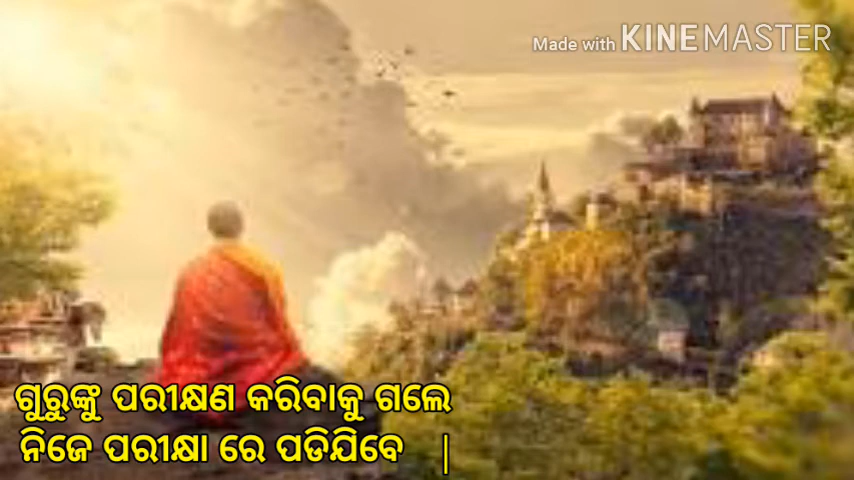 Made with KINEMASTER
ଗୁରୁଙ୍କୁ ପରୀକ୍ଷଣ କରିବାକୁ ଗଲେ
ନିଜେ ପରୀକ୍ଷା ରେ ପଡିଯିବେ |